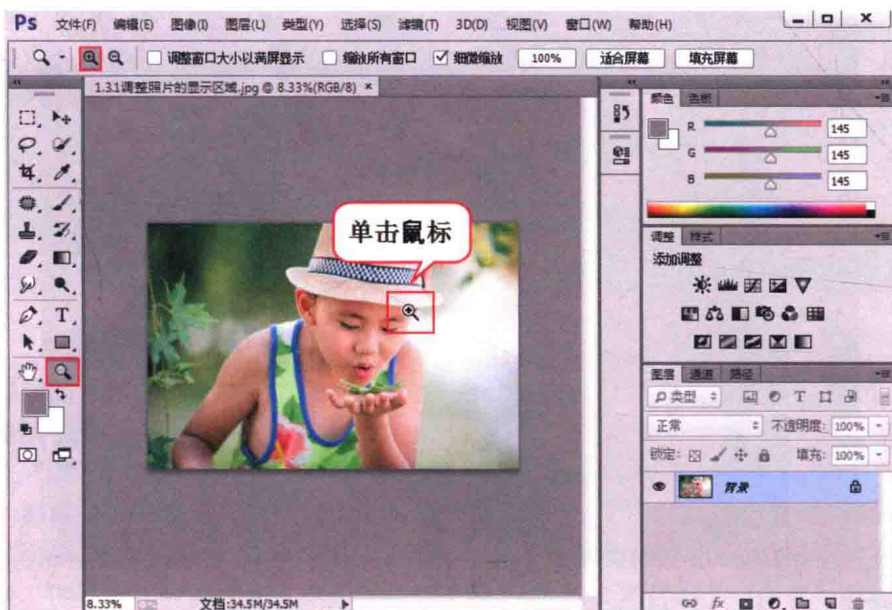 Ps 文件(F) 编辑(E) 图像(I) 图层(L) 类型(Y) 选择(S) 滤镜(T) 3D(D) 视图(V) 窗口(W) 帮助(H)
调整窗口大小以满屏显示 缩放所有窗口 细微缩放 100% 适合屏幕 填充屏幕
1.3.1调整照片的显示区域.jpg @ 8.33%(RGB/8) ×
颜色 色板
R 145
G 145
B 145
单击鼠标
调整 样式
添加调整
图层 通道 路径
类型
正常 不透明度: 100%
锁定: 填充: 100%
背景
8.33% 文档:34.5M/34.5M
fx